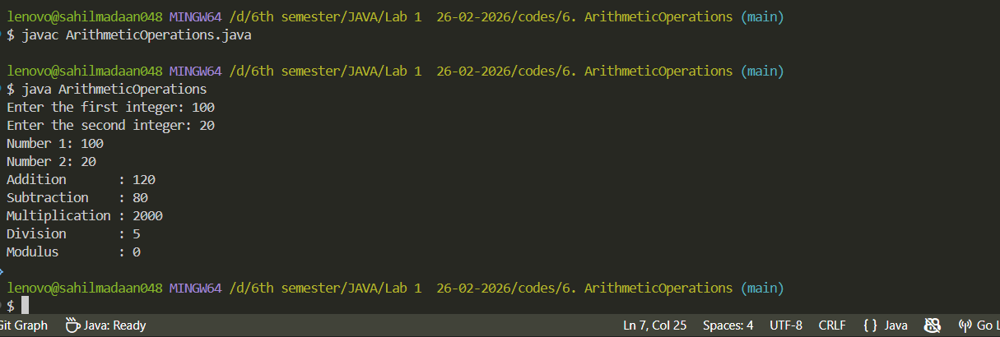 lenovo@sahilmadaan048 MINGW64 /d/6th semester/JAVA/Lab 1  26-02-2026/codes/6. ArithmeticOperations (main)
$ javac ArithmeticOperations.java
lenovo@sahilmadaan048 MINGW64 /d/6th semester/JAVA/Lab 1  26-02-2026/codes/6. ArithmeticOperations (main)
$ java ArithmeticOperations
Enter the first integer: 100
Enter the second integer: 20
Number 1: 100
Number 2: 20
Addition       : 120
Subtraction    : 80
Multiplication : 2000
Division       : 5
Modulus        : 0
lenovo@sahilmadaan048 MINGW64 /d/6th semester/JAVA/Lab 1  26-02-2026/codes/6. ArithmeticOperations (main)
$
Git Graph Java: Ready Ln 7, Col 25 Spaces: 4 UTF-8 CRLF { } Java Go